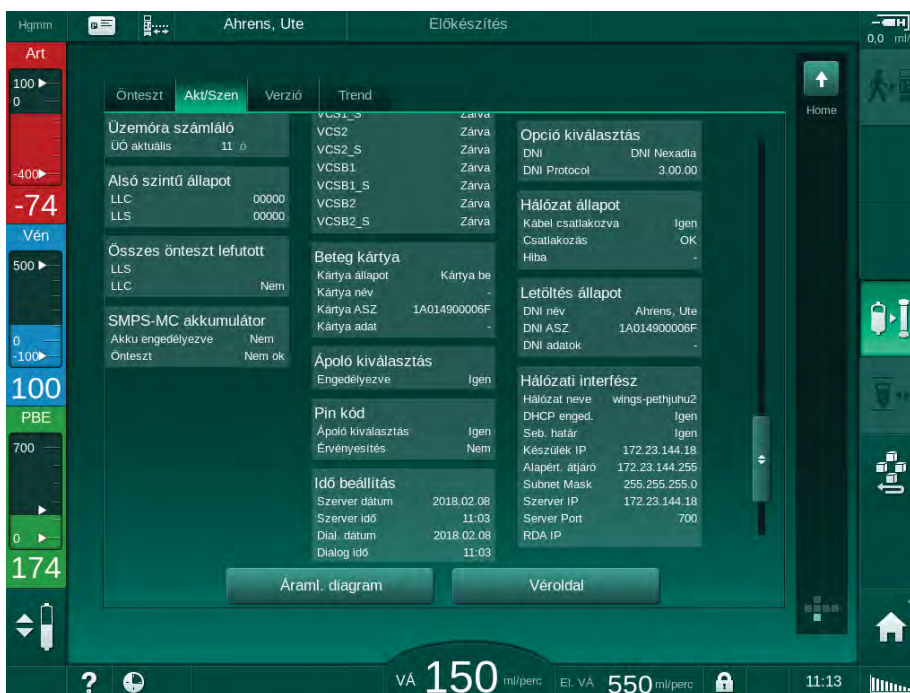 Hgmm Ahrens, Ute Előkészítés
0,0 ml/
Art
100
0
-400
-74
Vén
500
0
-100
100
PBE
700
0
174
Önteszt Akt/Szen Verzió Trend
Home
Üzemóra számláló
ÜÓ aktuális 11 ó
Alsó szintű állapot
LLC 00000
LLS 00000
Összes önteszt lefutott
LLS
LLC Nem
SMPS-MC akkumulátor
Akku engedélyezve Nem
Önteszt Nem ok
VCS1_S Zárva
VCS2 Zárva
VCS2_S Zárva
VCSB1 Zárva
VCSB1_S Zárva
VCSB2 Zárva
VCSB2_S Zárva
Beteg kártya
Kártya állapot Kártya be
Kártya név -
Kártya ASZ 1A014900006F
Kártya adat -
Ápoló kiválasztás
Engedélyezve Igen
Pin kód
Ápoló kiválasztás Igen
Érvényesítés Nem
Idő beállítás
Szerver dátum 2018.02.08
Szerver idő 11:03
Dial. dátum 2018.02.08
Dialog idő 11:03
Opció kiválasztás
DNI DNI Nexadia
DNI Protocol 3.00.00
Hálózat állapot
Kábel csatlakozva Igen
Csatlakozás OK
Hiba -
Letöltés állapot
DNI név Ahrens, Ute
DNI ASZ 1A014900006F
DNI adatok -
Hálózati interfész
Hálózat neve wings-pethjuhu2
DHCP enged. Igen
Seb. határ Igen
Készülék IP 172.23.144.18
Alapért. átjáró 172.23.144.255
Subnet Mask 255.255.255.0
Szerver IP 172.23.144.18
Server Port 700
RDA IP
Áraml. diagram Véroldal
? VÁ 150 ml/perc El. VÁ 550 ml/perc 11:13